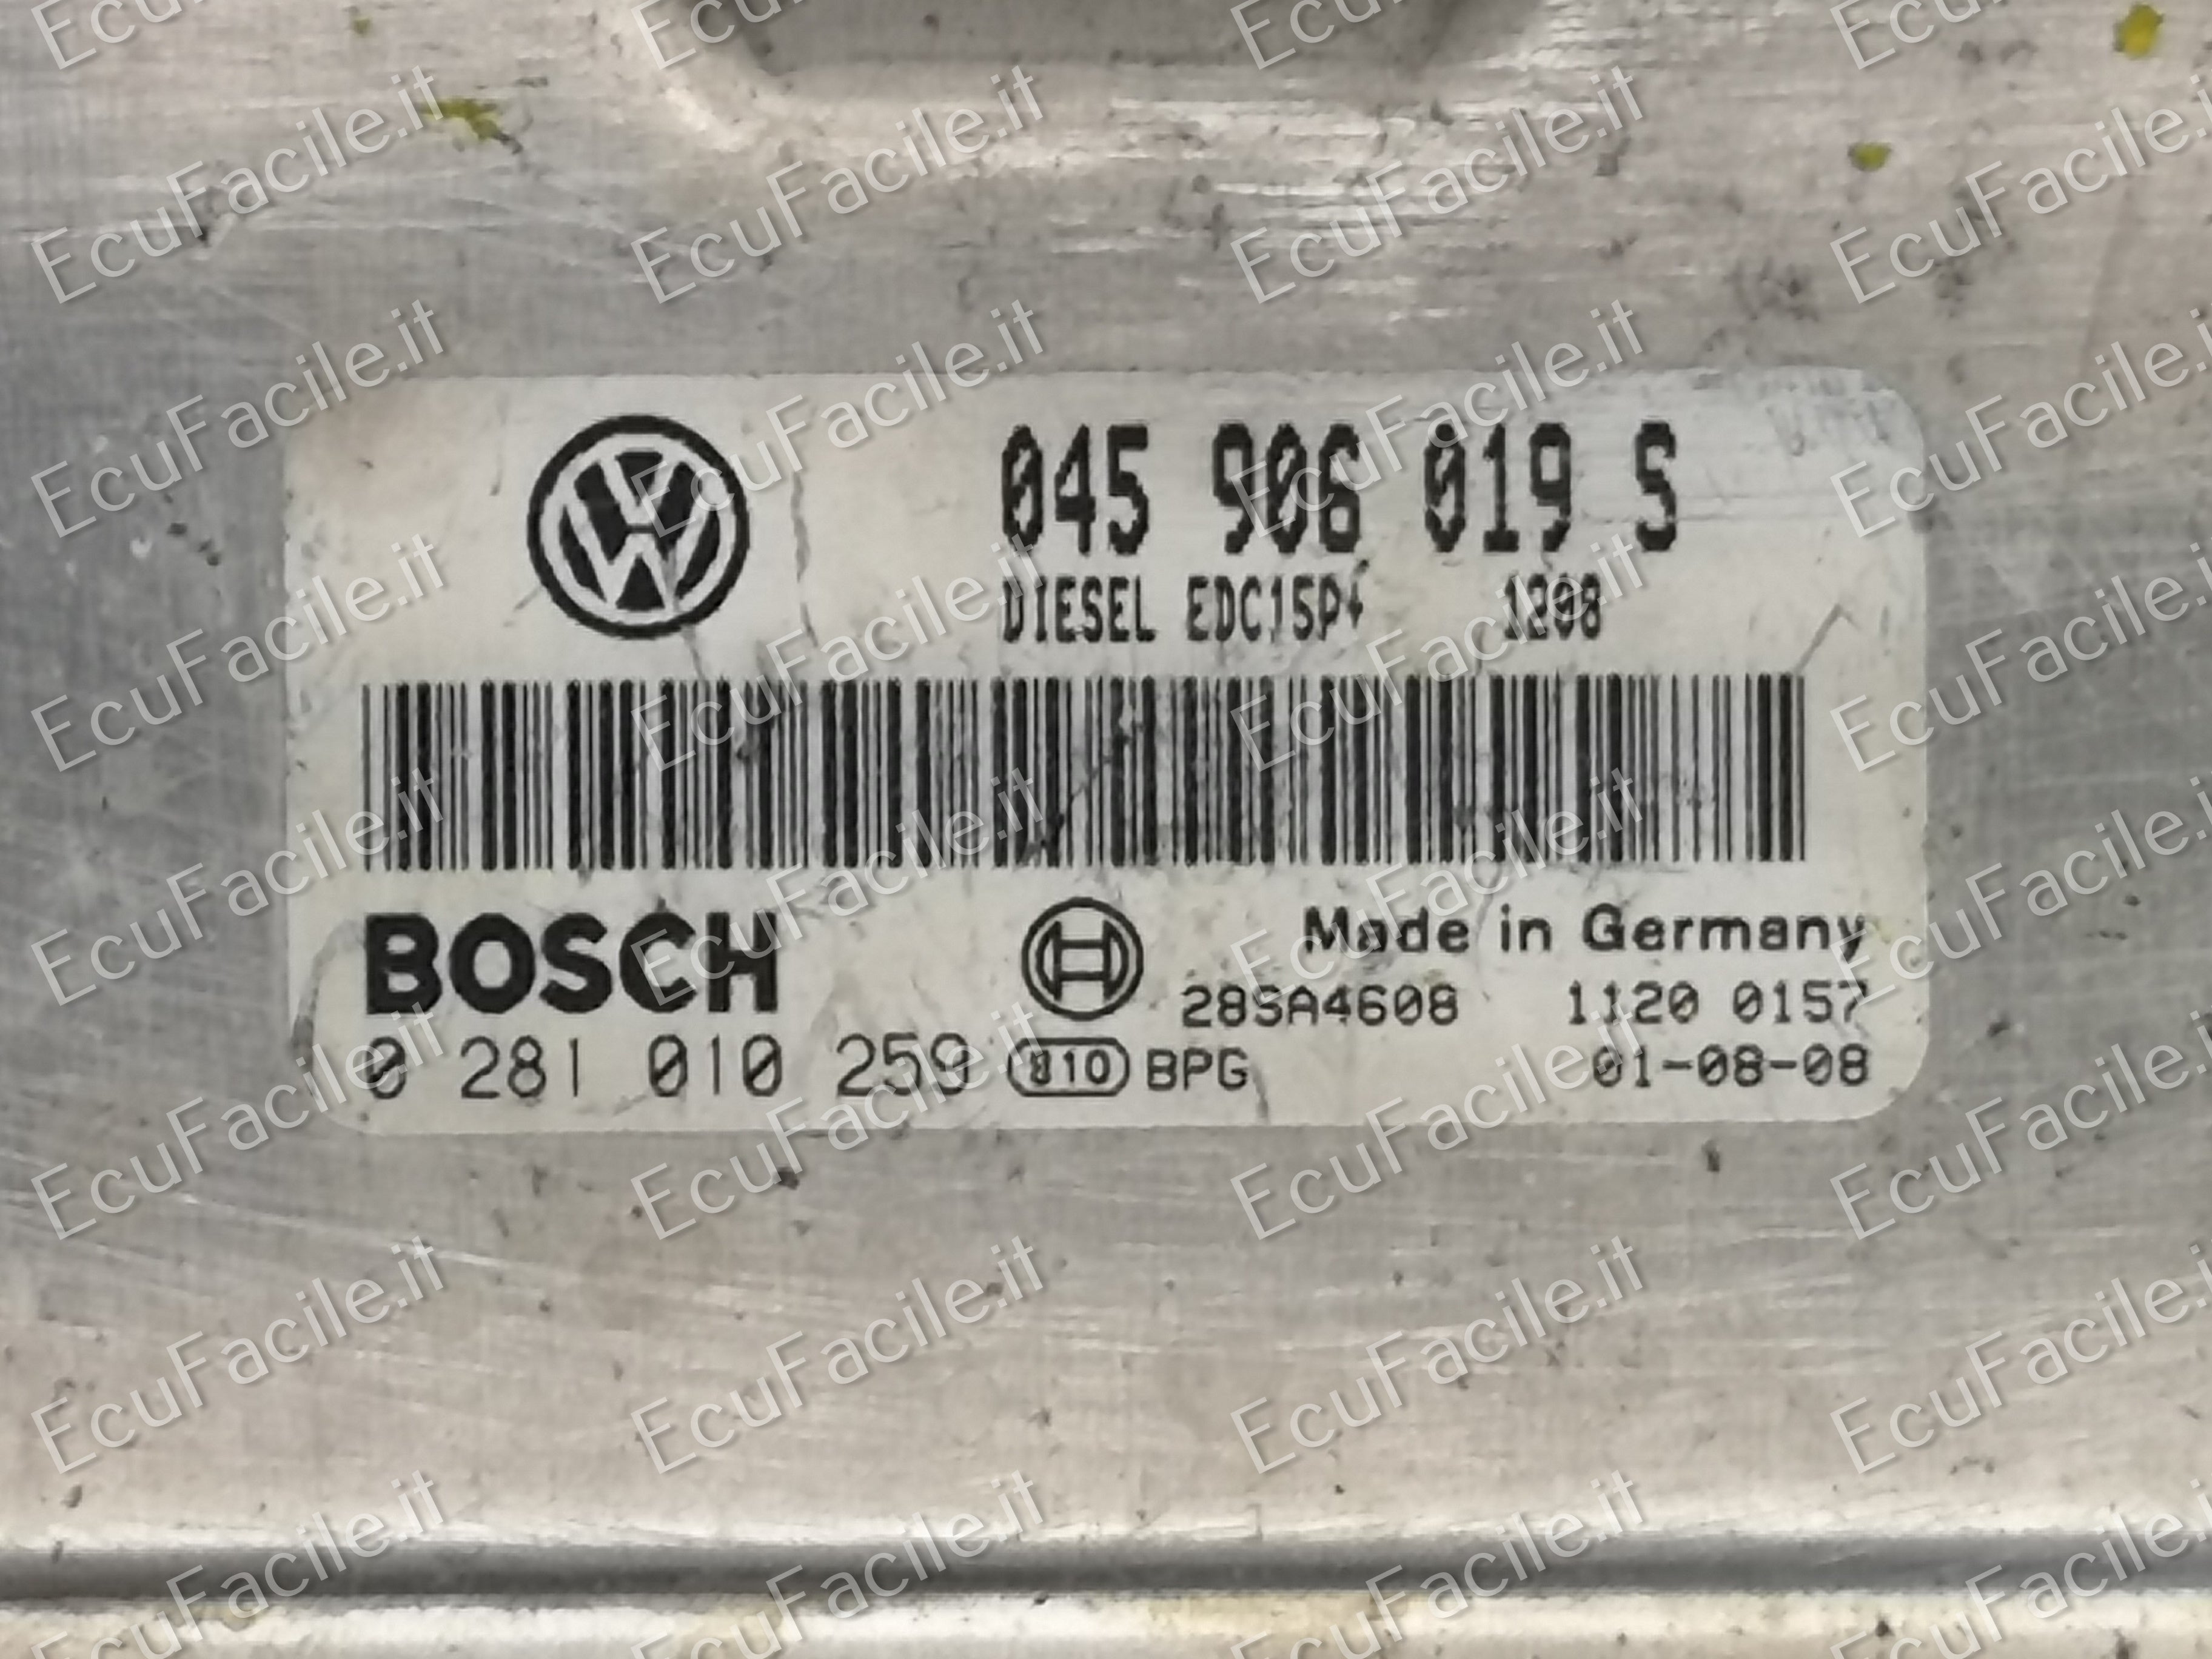 045 906 019 S
DIESEL EDC15P+ 1298
BOSCH
Made in Germany
28SA4608 1120 0157
0 281 010 259 BPG 01-08-08
EcuFacile.it